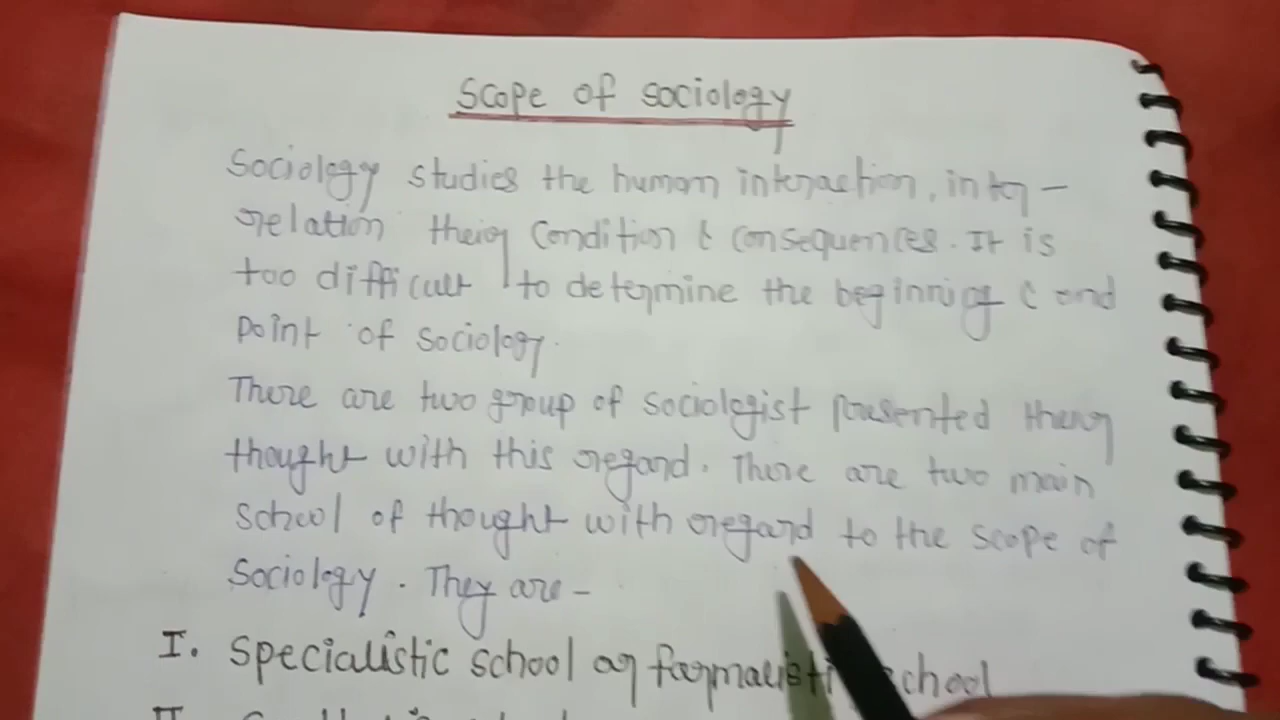 Scope of sociology
Sociology studies the human interaction, inter-
relation their condition & consequences. It is
too difficult to determine the beginning & end
point of sociology.
There are two group of sociologist presented their
thought with this regard. There are two main
school of thought with regard to the scope of
sociology. They are -
I. Specialistic school or formalistic school
II.